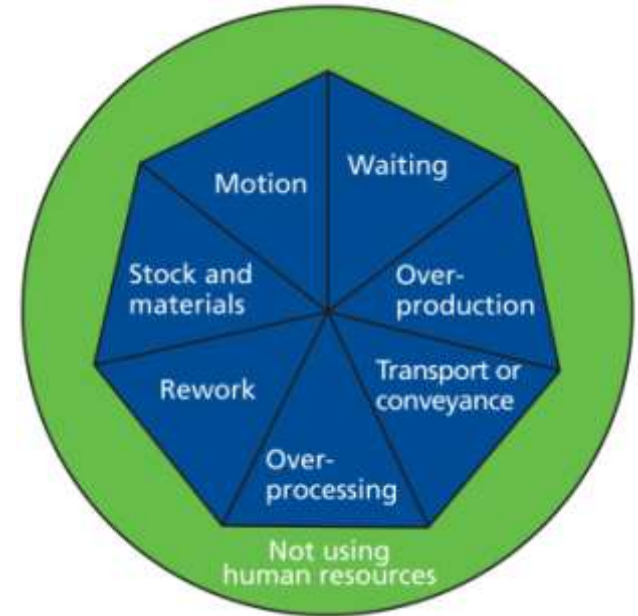 Motion
Waiting
Stock and
materials
Over-
production
Rework
Transport or
conveyance
Over-
processing
Not using
human resources